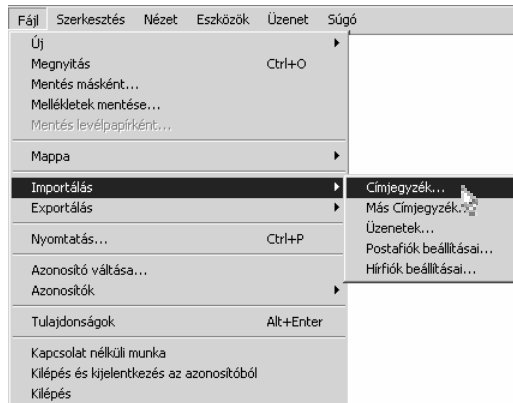 Fájl Szerkesztés Nézet Eszközök Üzenet Súgó
Új
Megnyitás Ctrl+O
Mentés másként...
Mellékletek mentése...
Mentés levélpapírként...
Mappa
Importálás
Exportálás
Nyomtatás... Ctrl+P
Azonosító váltása...
Azonosítók
Tulajdonságok Alt+Enter
Kapcsolat nélküli munka
Kilépés és kijelentkezés az azonosítóból
Kilépés
Címjegyzék...
Más Címjegyzék...
Üzenetek...
Postafiók beállításai...
Hírfiók beállításai...